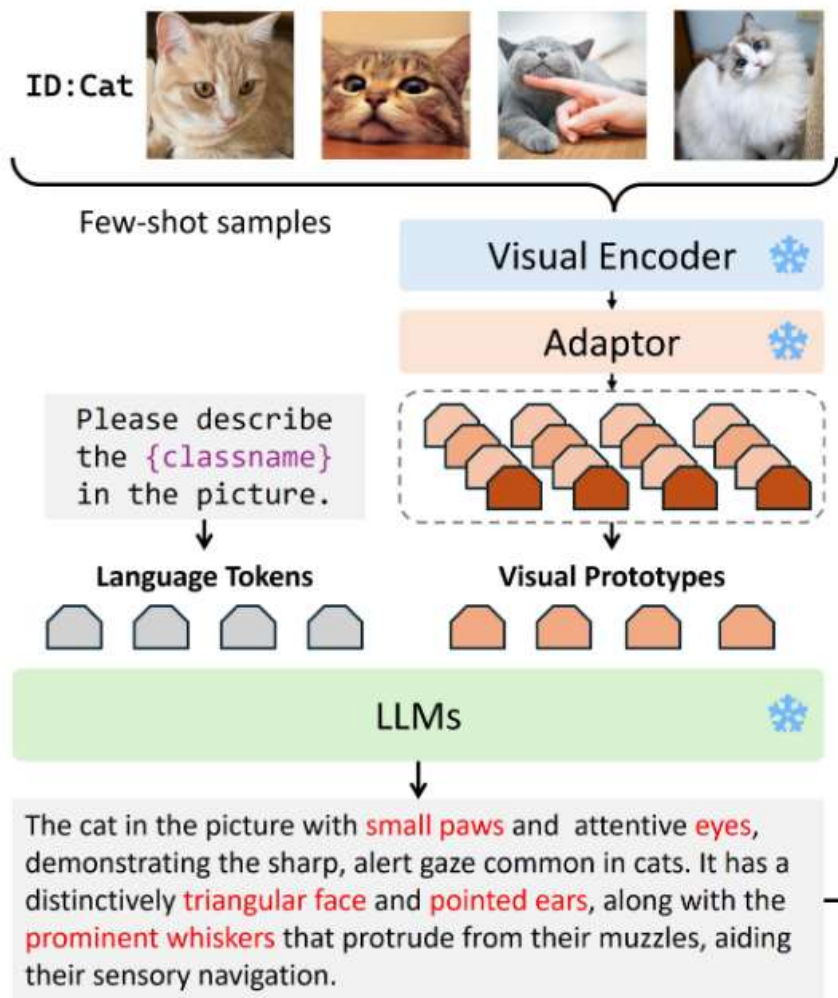 ID:Cat
Few-shot samples
Visual Encoder
Adaptor
Please describe
the {classname}
in the picture.
Language Tokens
Visual Prototypes
LLMs
The cat in the picture with small paws and attentive eyes,
demonstrating the sharp, alert gaze common in cats. It has a
distinctively triangular face and pointed ears, along with the
prominent whiskers that protrude from their muzzles, aiding
their sensory navigation.